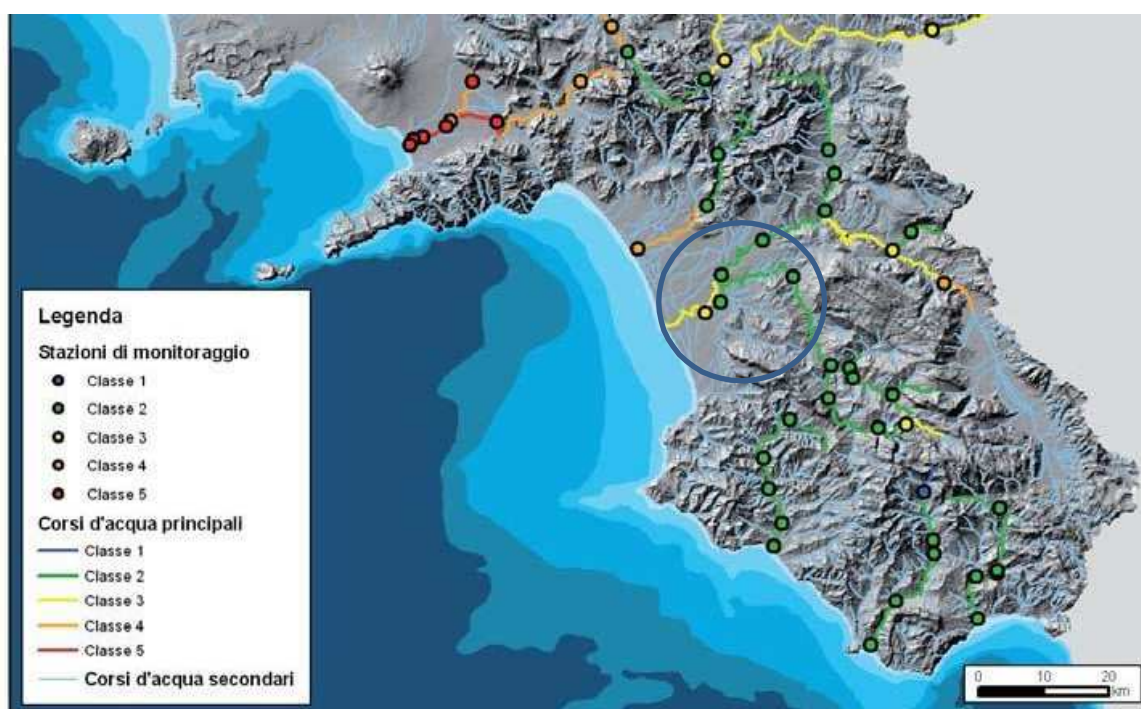 Legenda
Stazioni di monitoraggio
Classe 1
Classe 2
Classe 3
Classe 4
Classe 5
Corsi d'acqua principali
Classe 1
Classe 2
Classe 3
Classe 4
Classe 5
Corsi d'acqua secondari
0 10 20
km